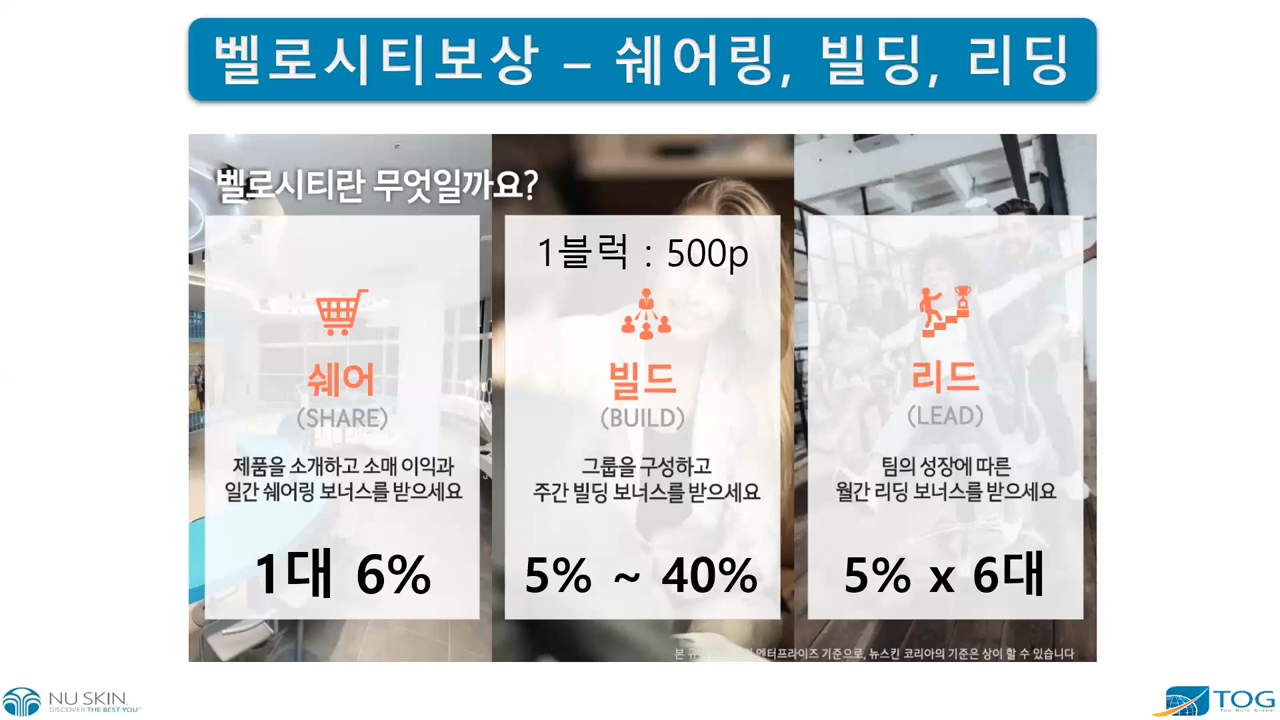 벨로시티보상 – 쉐어링, 빌딩, 리딩
벨로시티란 무엇일까요?
쉐어
(SHARE)
제품을 소개하고 소매 이익과
일간 쉐어링 보너스를 받으세요
1대 6%
1블럭 : 500p
빌드
(BUILD)
그룹을 구성하고
주간 빌딩 보너스를 받으세요
5% ~ 40%
리드
(LEAD)
팀의 성장에 따른
월간 리딩 보너스를 받으세요
5% x 6대
본 엔터프라이즈 기준으로, 뉴스킨 코리아의 기준은 상이 할 수 있습니다
NU SKIN
DISCOVER THE BEST YOU
TOG